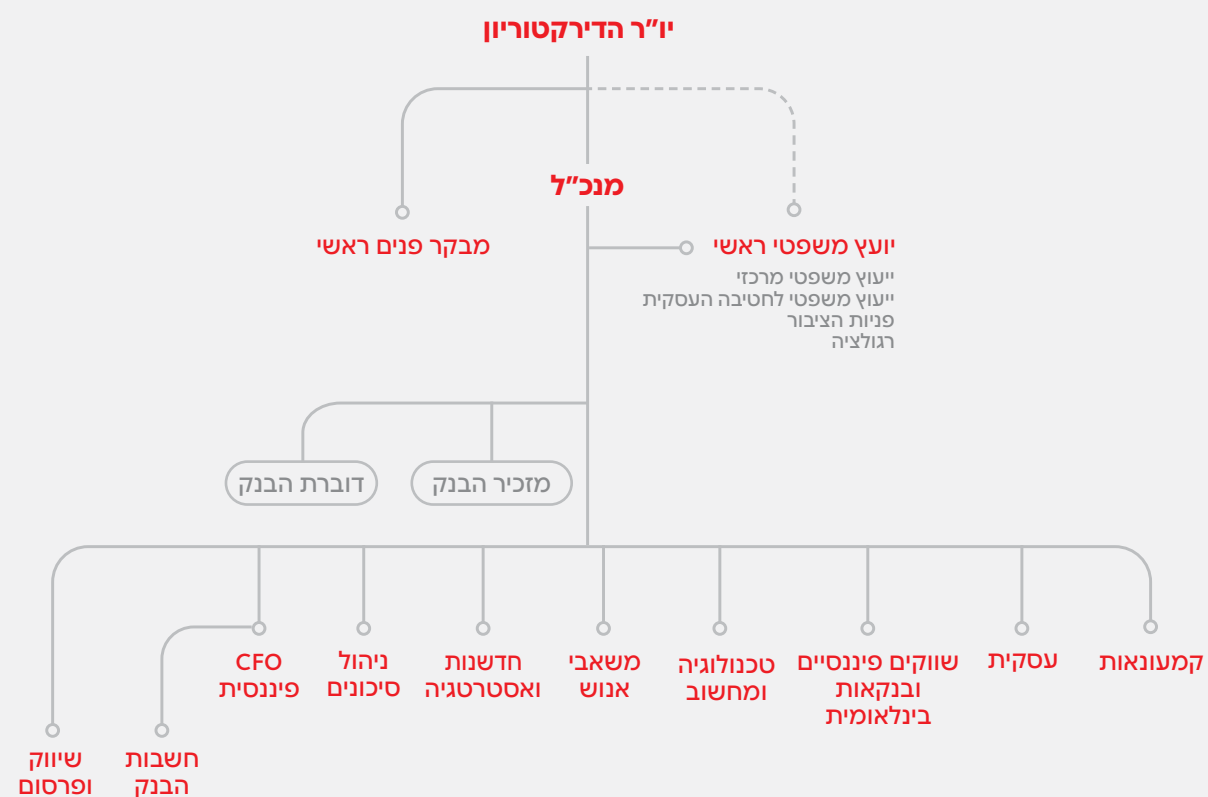 יו"ר הדירקטוריון
מנכ"ל
יועץ משפטי ראשי
ייעוץ משפטי מרכזי
ייעוץ משפטי לחטיבה העסקית
פניות הציבור
רגולציה
מבקר פנים ראשי
מזכיר הבנק
דוברת הבנק
קמעונאות
עסקית
שווקים פיננסיים
ובנקאות
בינלאומית
טכנולוגיה
ומחשוב
משאבי
אנוש
חדשנות
ואסטרטגיה
ניהול
סיכונים
CFO
פיננסית
חשבות
הבנק
שיווק
ופרסום